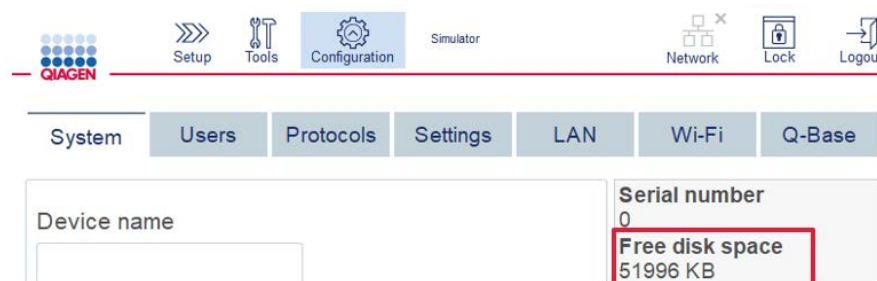 QIAGEN
Setup
Tools
Configuration
Simulator
Network
Lock
System
Users
Protocols
Settings
LAN
Wi-Fi
Q-Base
Device name
Serial number
0
Free disk space
51996 KB